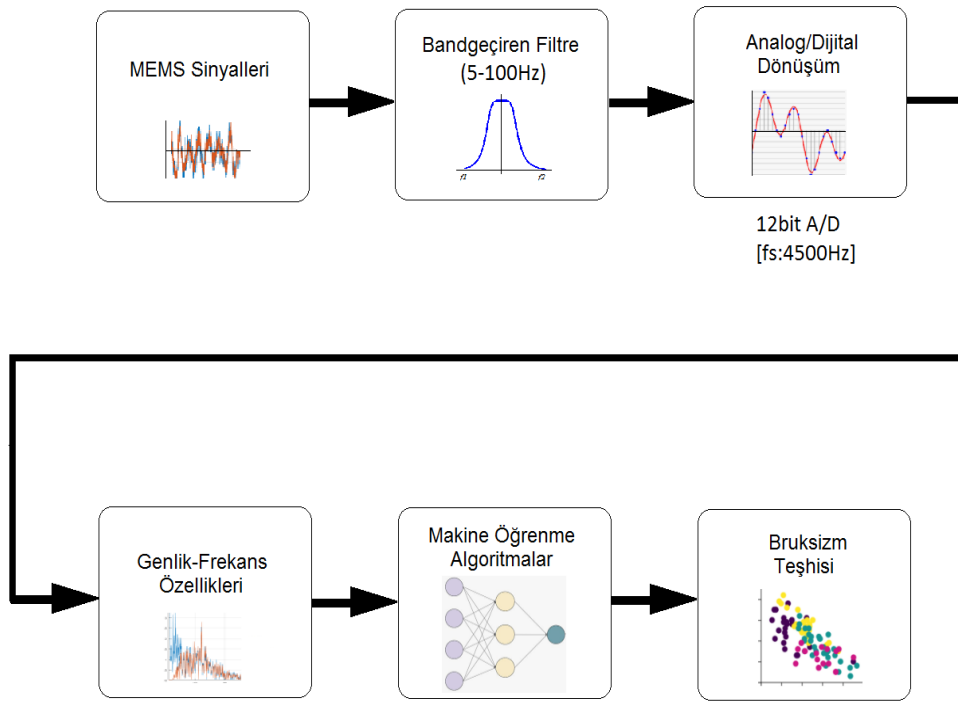 MEMS Sinyalleri
Bandgeçiren Filtre
(5-100Hz)
Analog/Dijital
Dönüşüm
12bit A/D
[fs:4500Hz]
Genlik-Frekans
Özellikleri
Makine Öğrenme
Algoritmalar
Bruksizm
Teşhisi